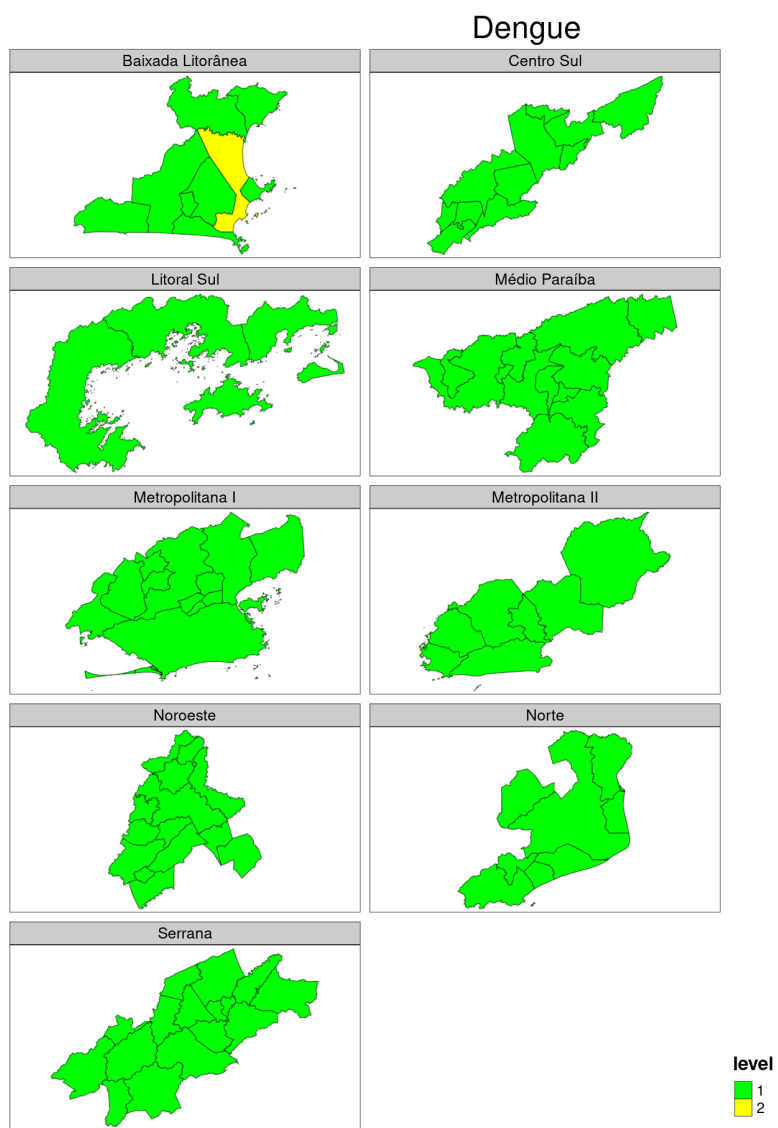 Dengue
Baixada Litorânea
Centro Sul
Litoral Sul
Médio Paraíba
Metropolitana I
Metropolitana II
Noroeste
Norte
Serrana
level
1
2